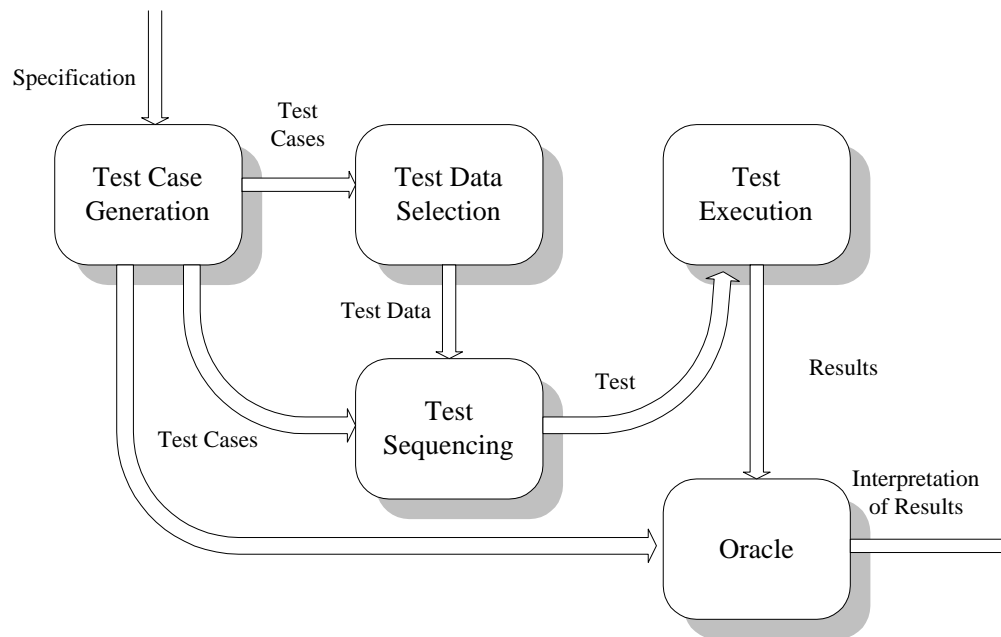 Specification
Test
Cases
Test Case
Generation
Test Data
Selection
Test
Execution
Test Data
Test
Results
Test Cases
Test
Sequencing
Interpretation
of Results
Oracle